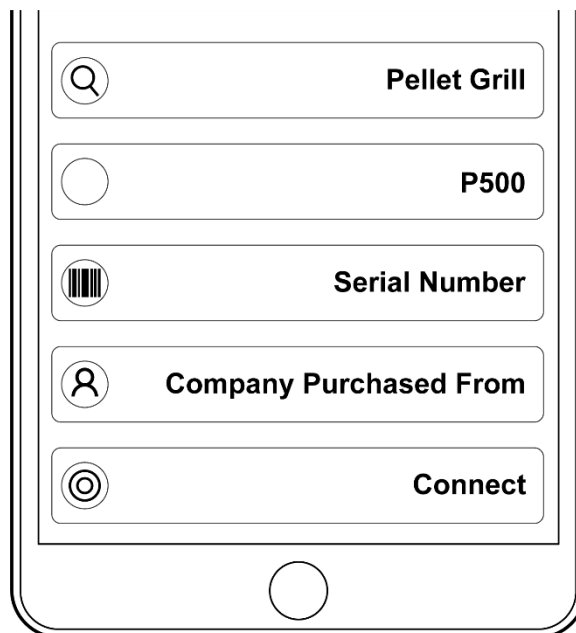 Pellet Grill
P500
Serial Number
Company Purchased From
Connect